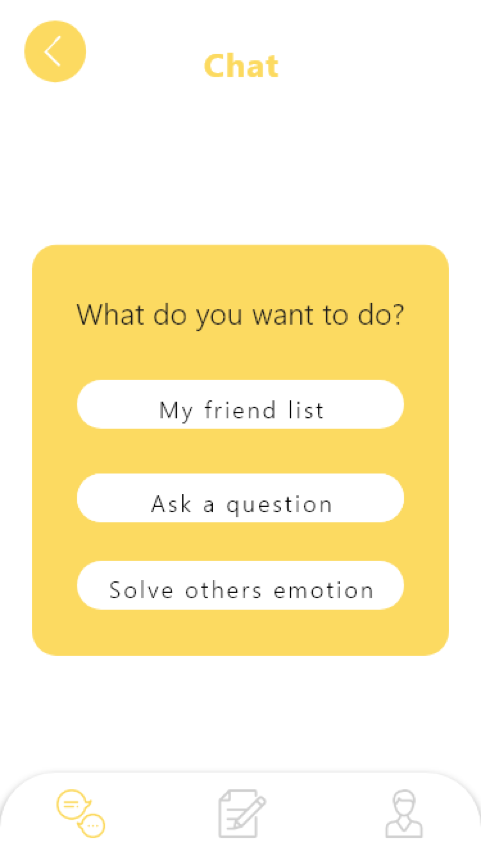 Chat
What do you want to do?
My friend list
Ask a question
Solve others emotion